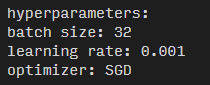 hyperparameters:
batch size: 32
learning rate: 0.001
optimizer: SGD